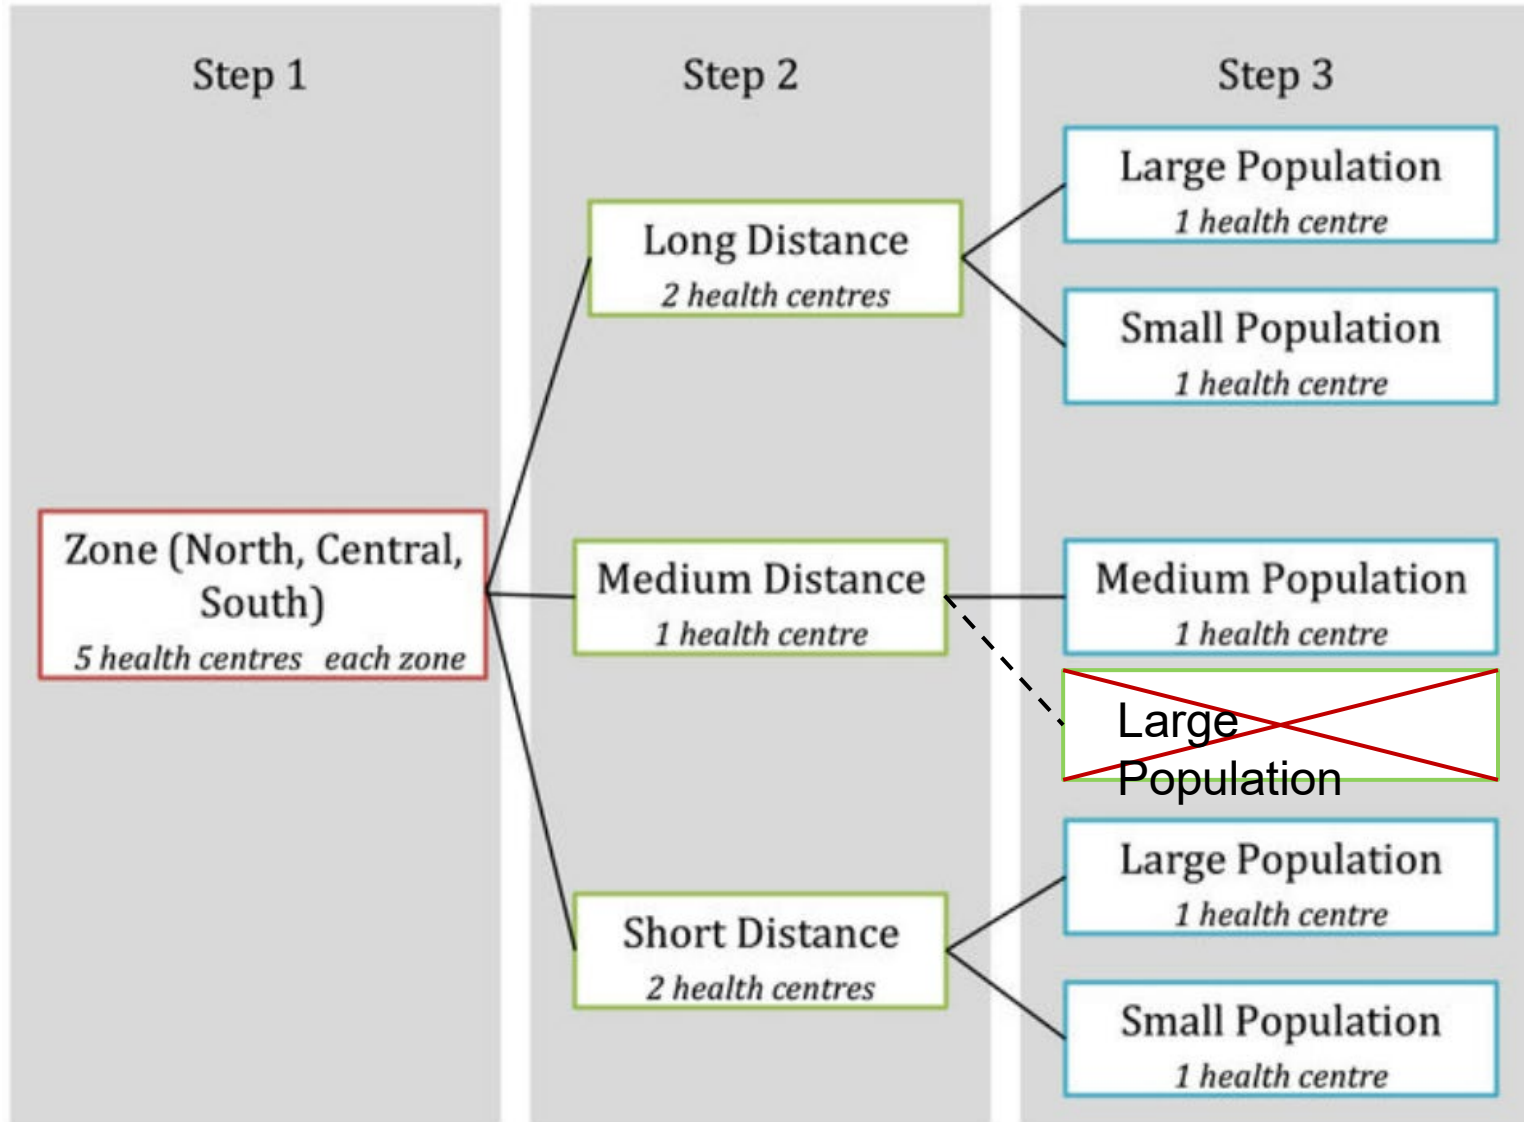 Step 1
Step 2
Step 3
Zone (North, Central,
South)
5 health centres each zone
Long Distance
2 health centres
Medium Distance
1 health centre
Short Distance
2 health centres
Large Population
1 health centre
Small Population
1 health centre
Medium Population
1 health centre
Large
Population
Large Population
1 health centre
Small Population
1 health centre